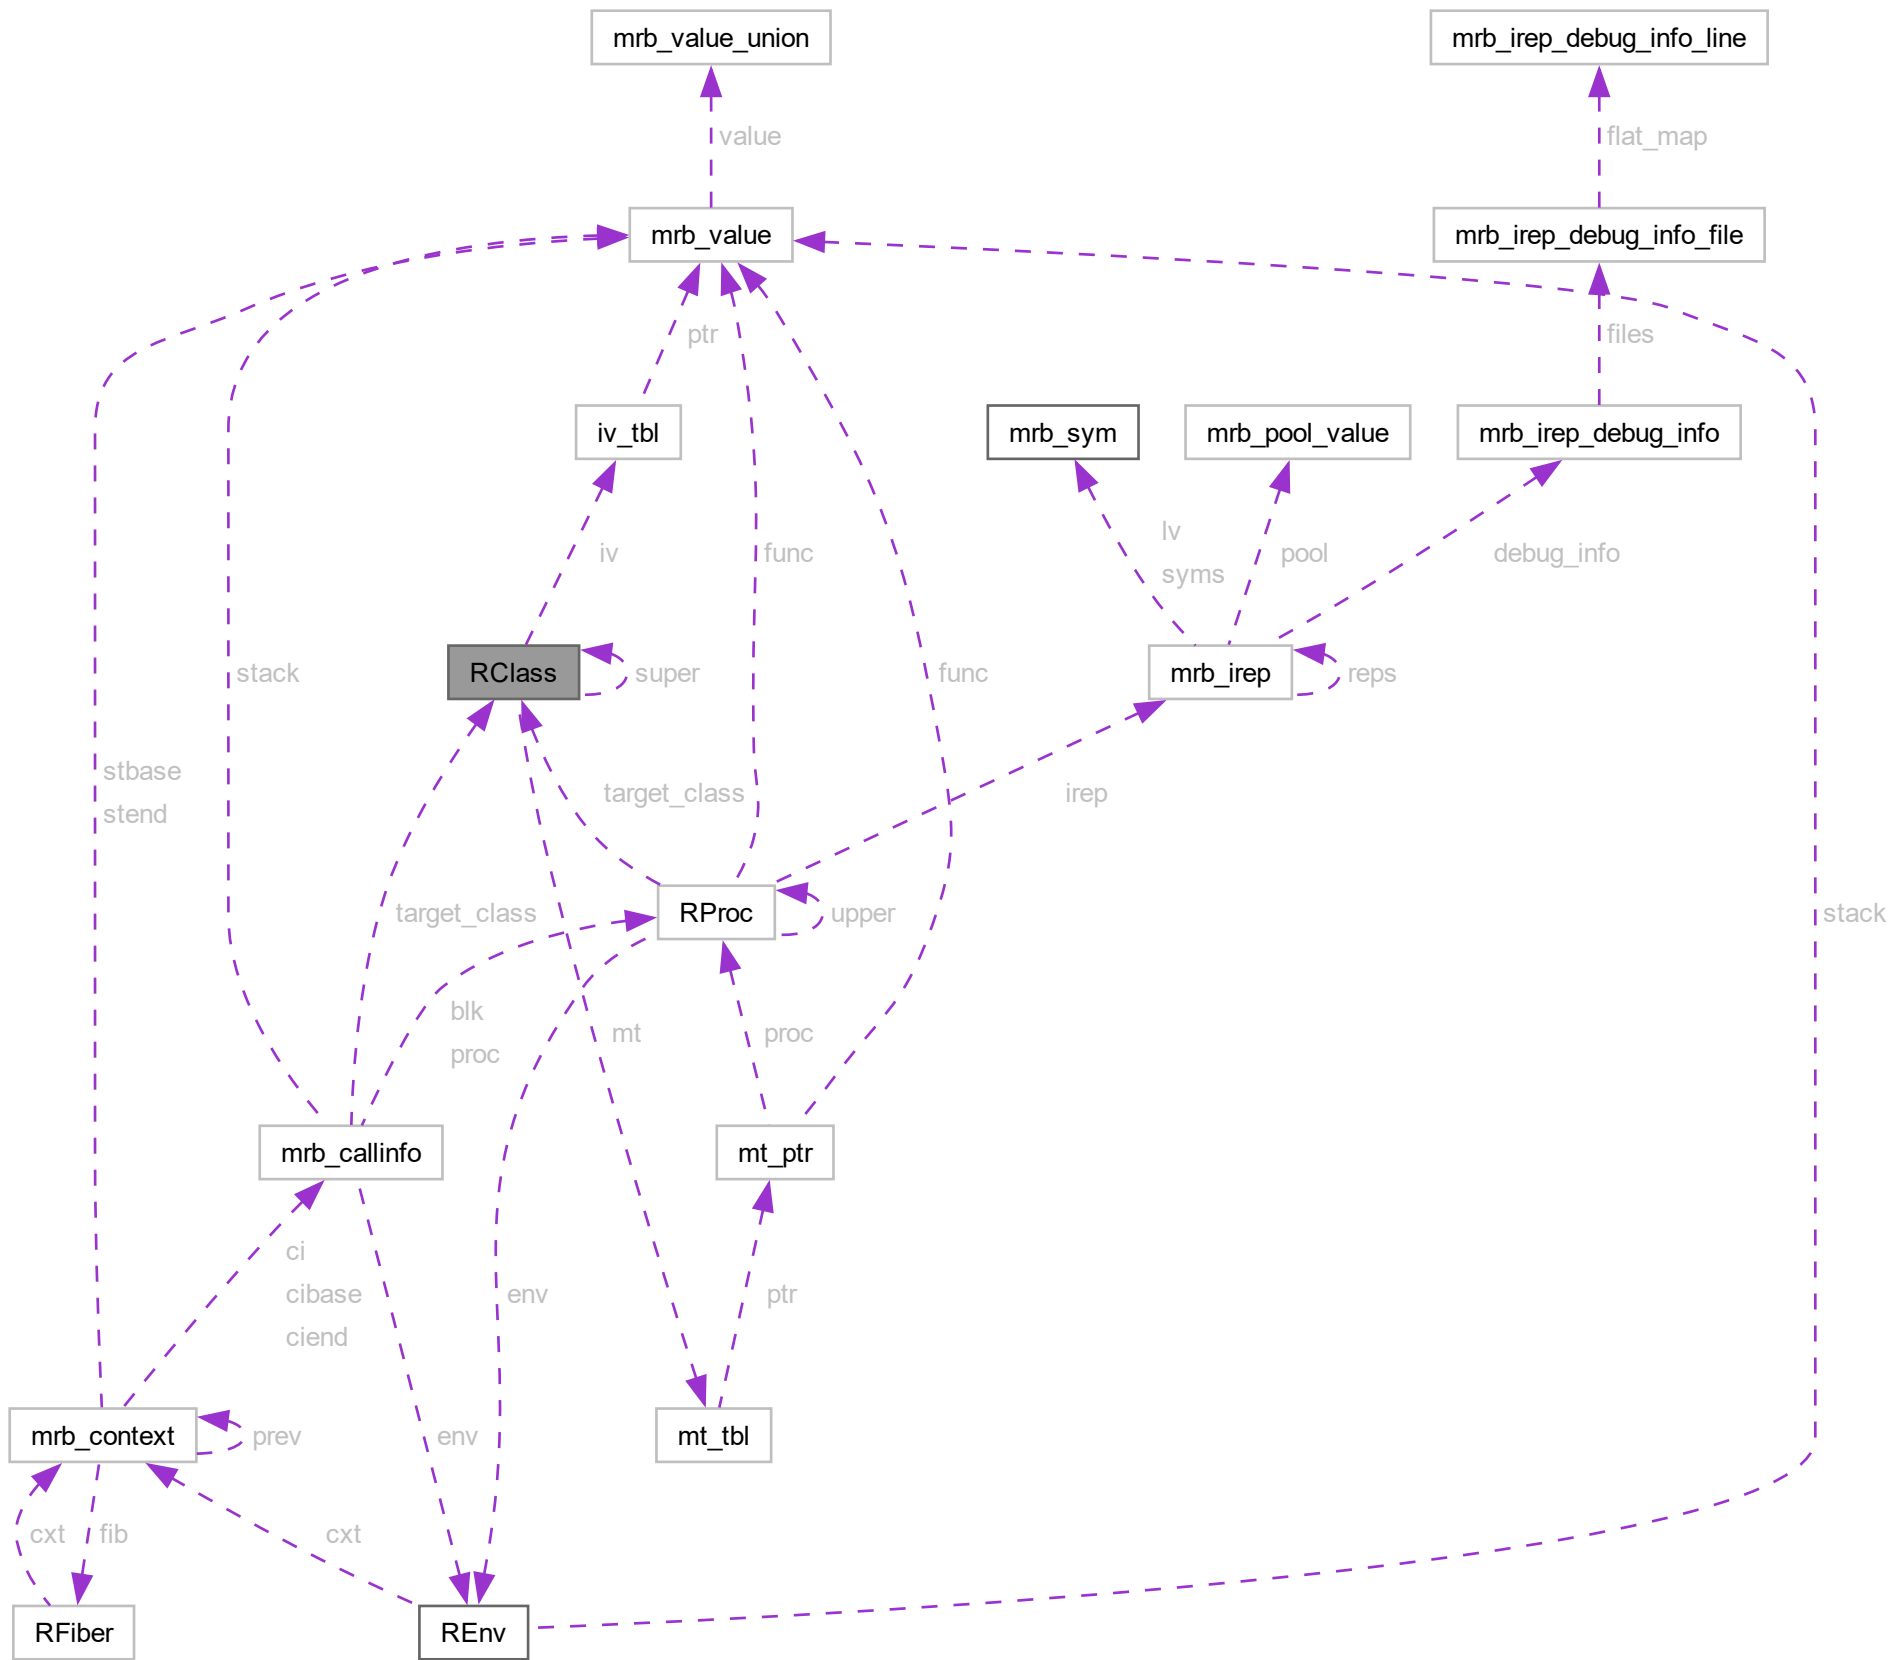 mrb_value_union
mrb_irep_debug_info_line
value
flat_map
mrb_value
mrb_irep_debug_info_file
ptr
files
iv_tbl
mrb_sym
mrb_pool_value
mrb_irep_debug_info
iv
func
lv
syms
pool
debug_info
stack
RClass
super
func
mrb_irep
reps
stbase
stend
target_class
irep
target_class
RProc
upper
stack
blk
proc
mt
proc
mrb_callinfo
mt_ptr
ci
cibase
ciend
env
ptr
mrb_context
prev
env
mt_tbl
cxt
fib
cxt
RFiber
REnv